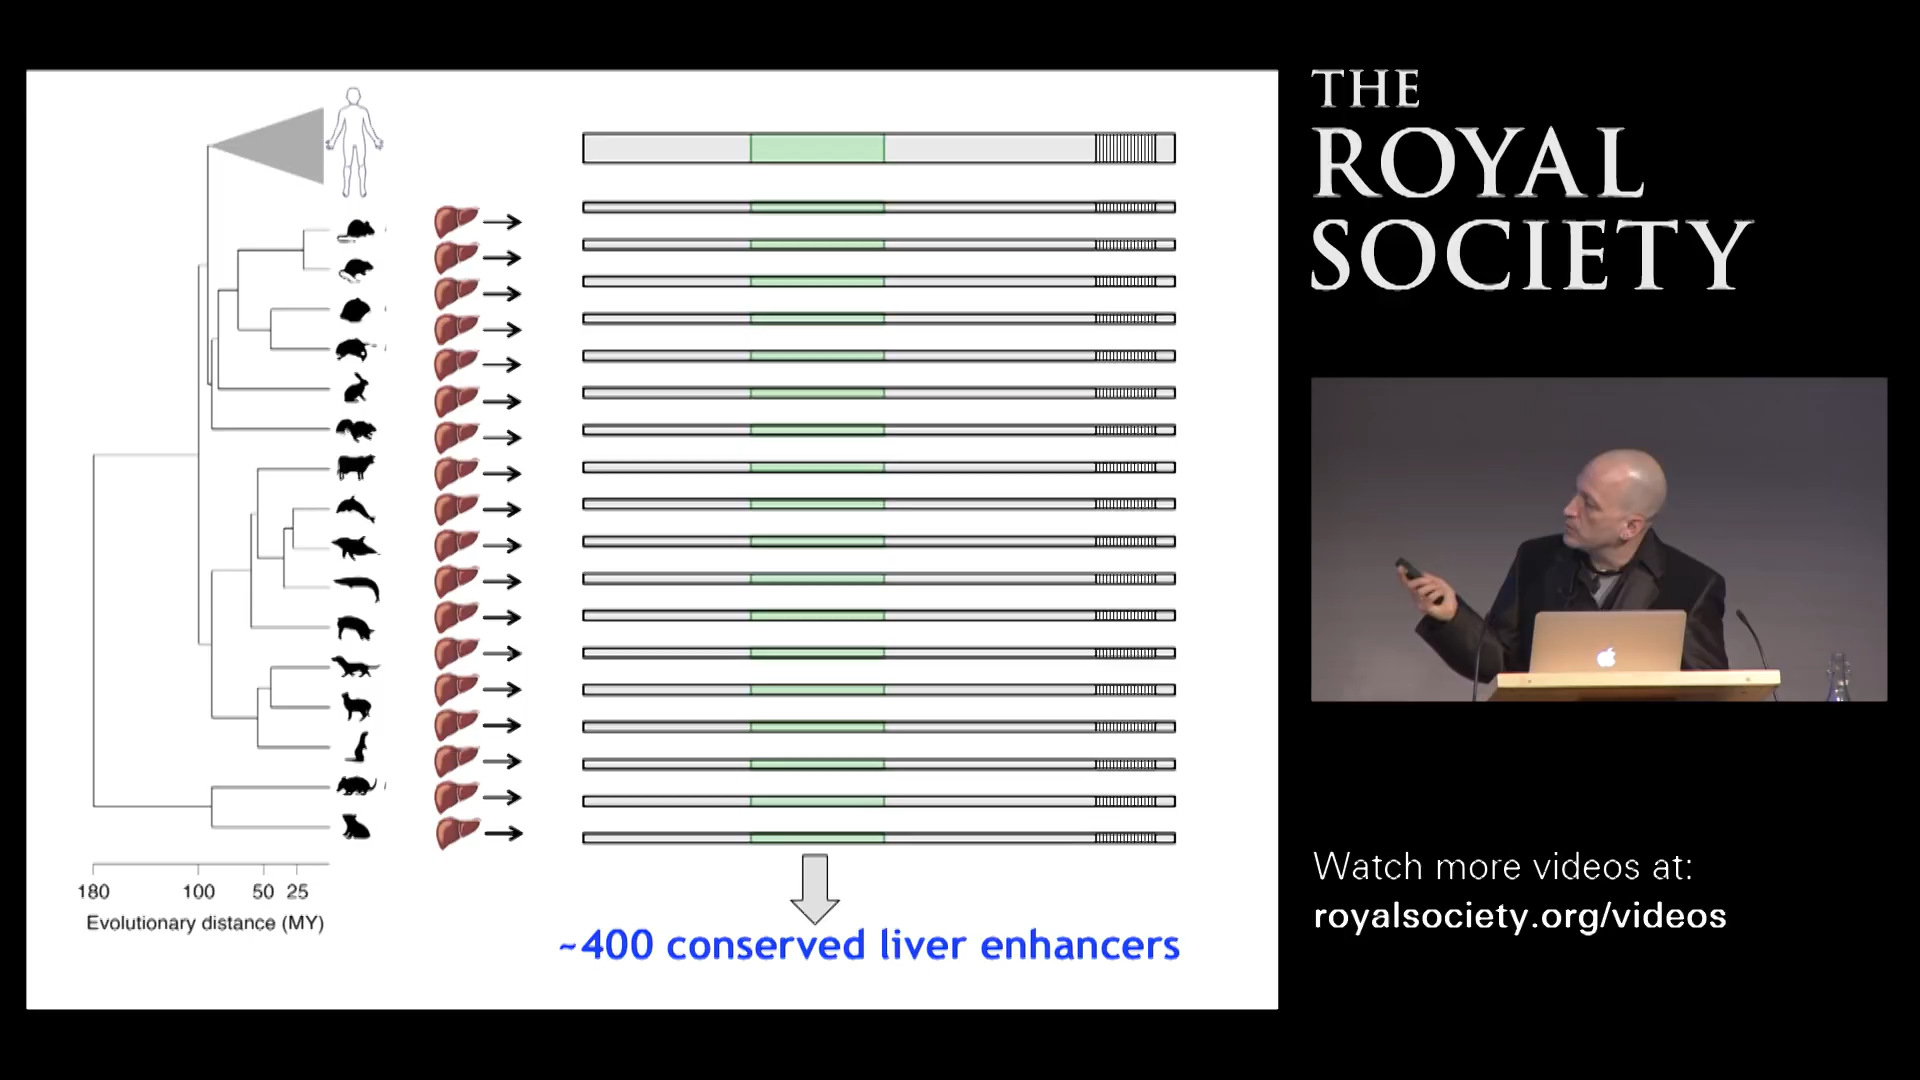 THE
ROYAL
SOCIETY
180 100 50 25
Evolutionary distance (MY)
~400 conserved liver enhancers
Watch more videos at:
royalsociety.org/videos